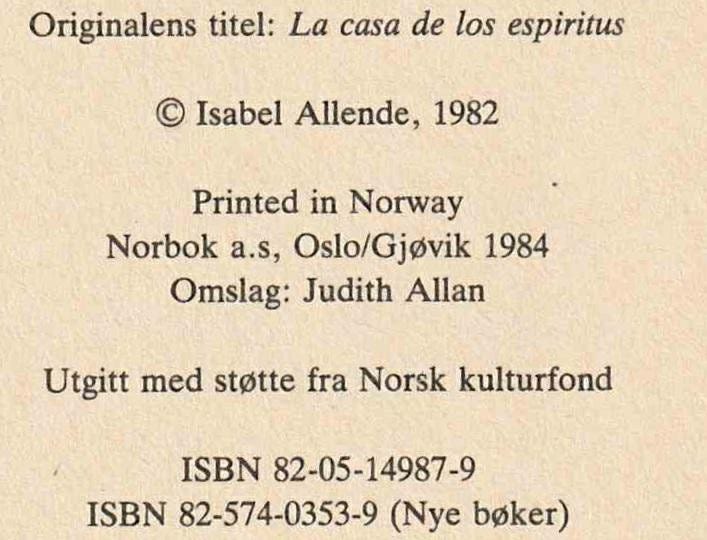 Originalens titel: La casa de los espiritus
© Isabel Allende, 1982
Printed in Norway
Norbok a.s, Oslo/Gjøvik 1984
Omslag: Judith Allan
Utgitt med støtte fra Norsk kulturfond
ISBN 82-05-14987-9
ISBN 82-574-0353-9 (Nye bøker)